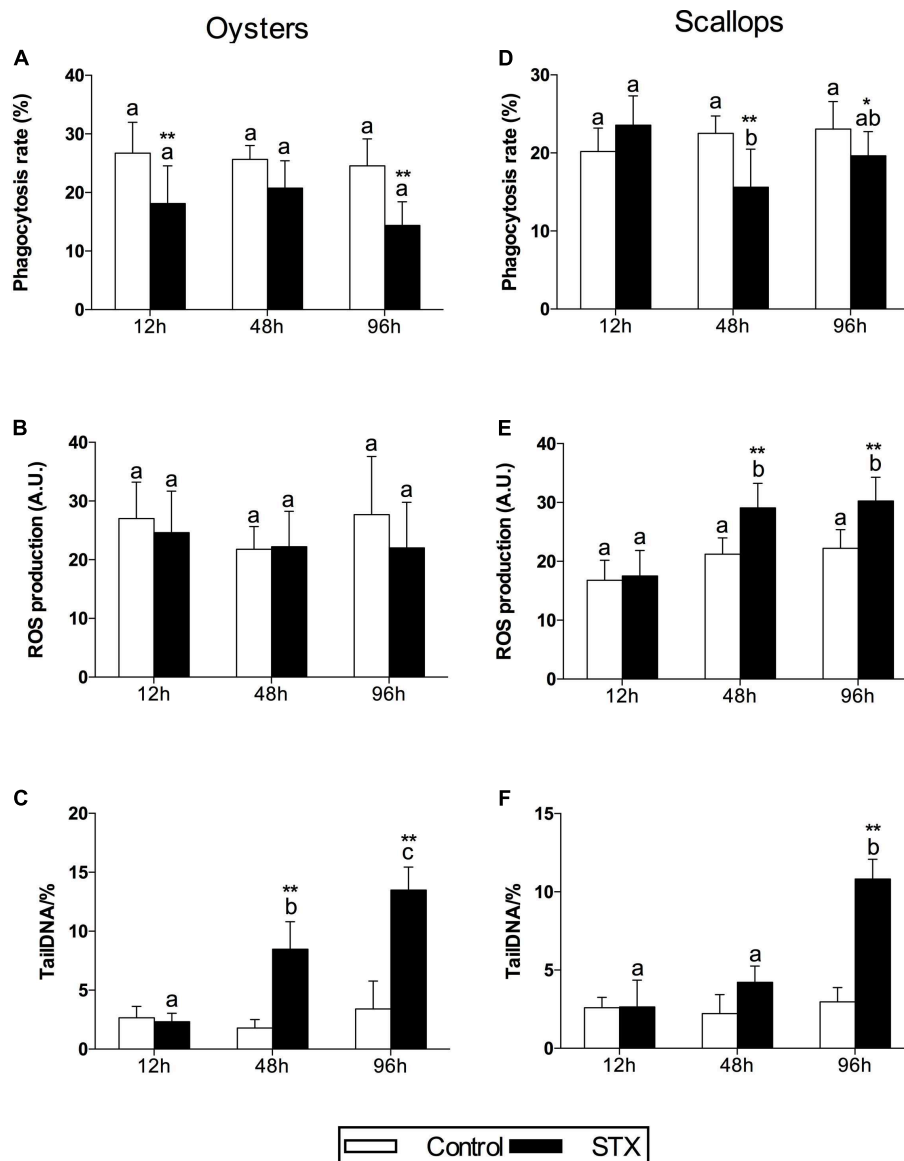 Oysters
Scallops
A
Phagocytosis rate (%)
40
30
20
10
0
a
**
a
a
a
a
**
a
12h
48h
96h
D
Phagocytosis rate (%)
30
20
10
0
a
a
a
**
b
a
*
ab
12h
48h
96h
B
ROS production (A.U.)
40
30
20
10
0
a
a
a
a
a
a
12h
48h
96h
E
ROS production (A.U.)
40
30
20
10
0
a
a
a
**
b
a
**
b
12h
48h
96h
C
TailDNA/%
20
15
10
5
0
a
**
b
**
c
12h
48h
96h
F
TailDNA/%
15
10
5
0
a
a
**
b
12h
48h
96h
Control STX